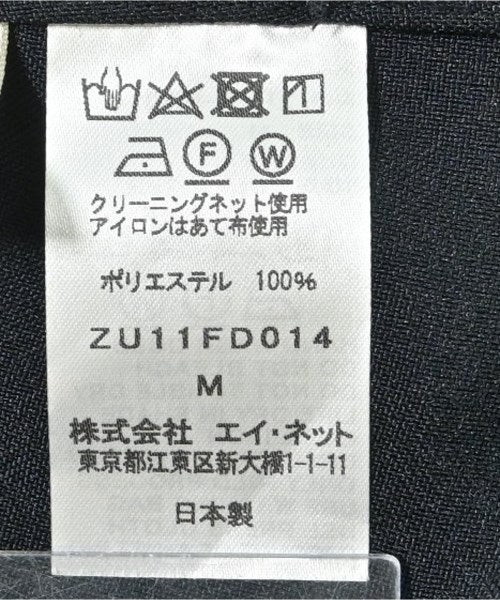 F W
クリーニングネット使用
アイロンはあて布使用
ポリエステル 100%
ZU11FD014
M
株式会社 エイ・ネット
東京都江東区新大橋1-1-11
日本製